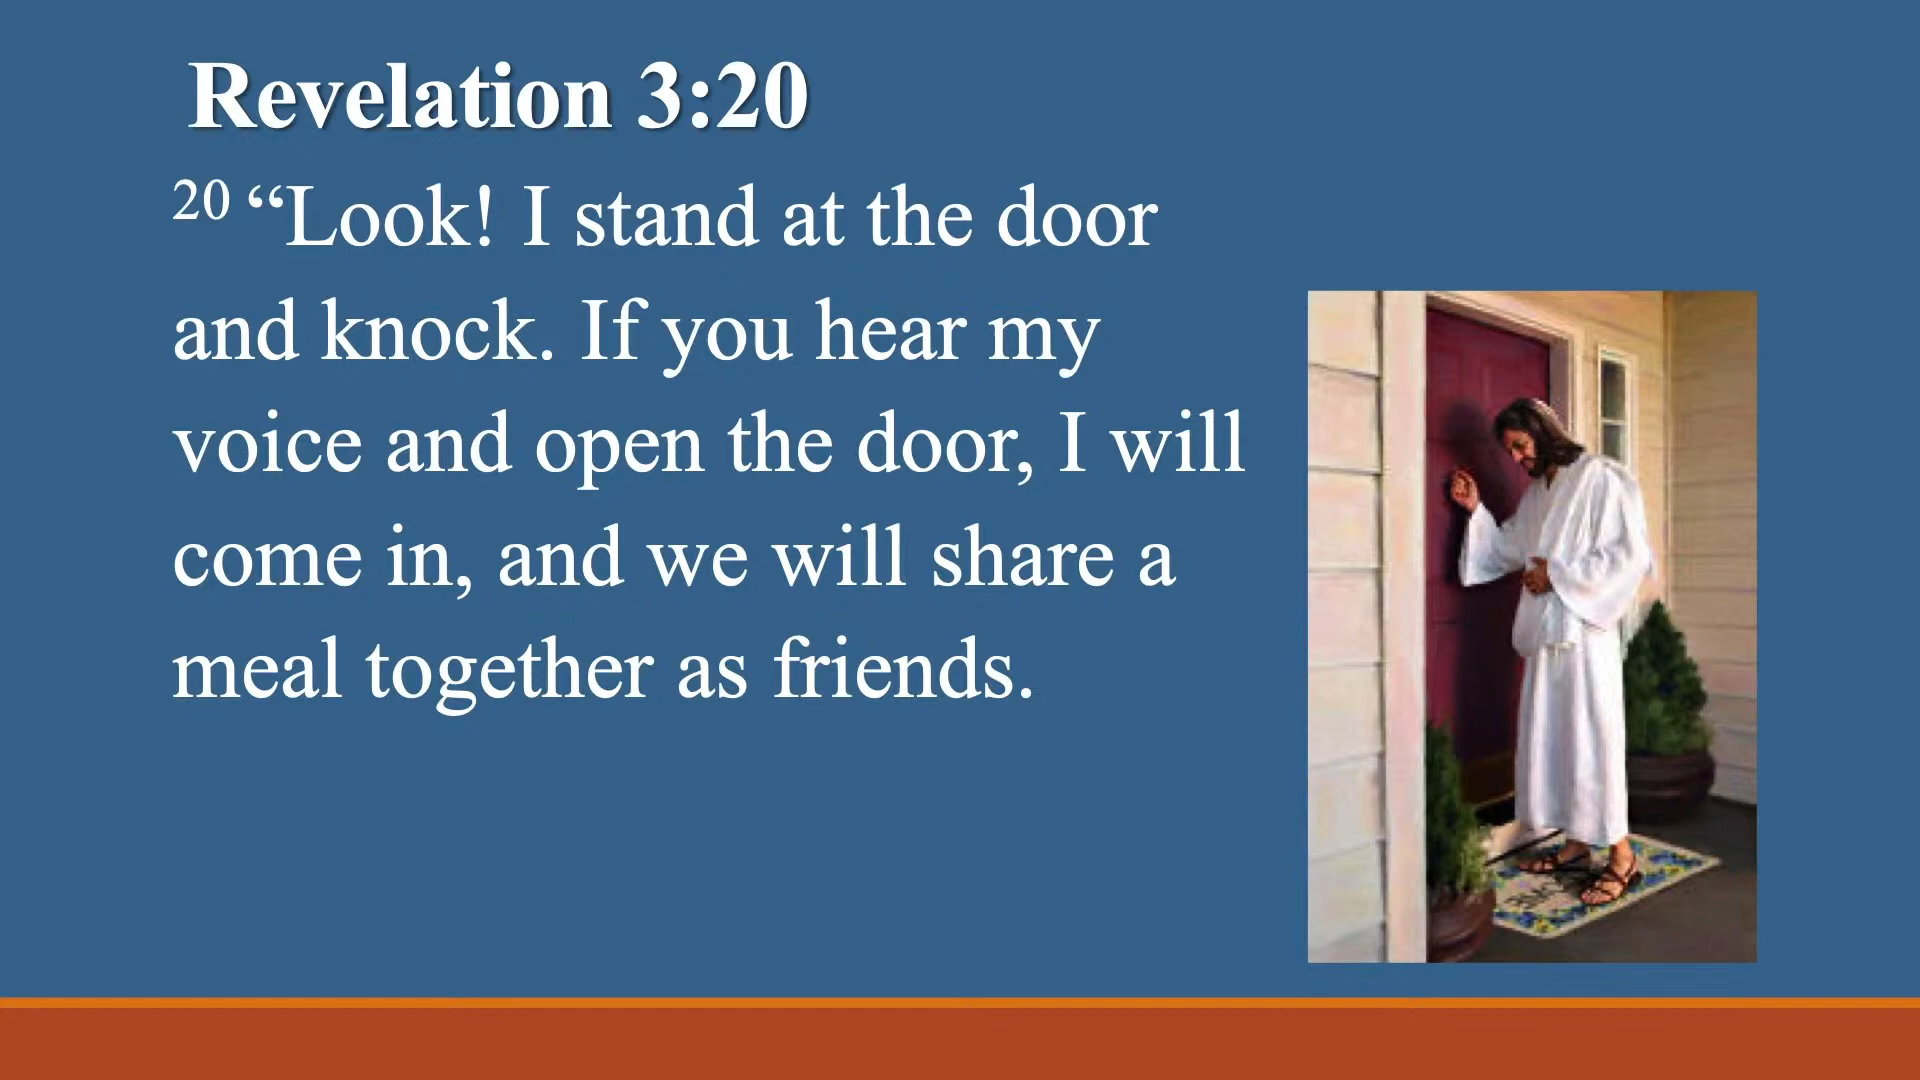 Revelation 3:20
20 “Look! I stand at the door
and knock. If you hear my
voice and open the door, I will
come in, and we will share a
meal together as friends.